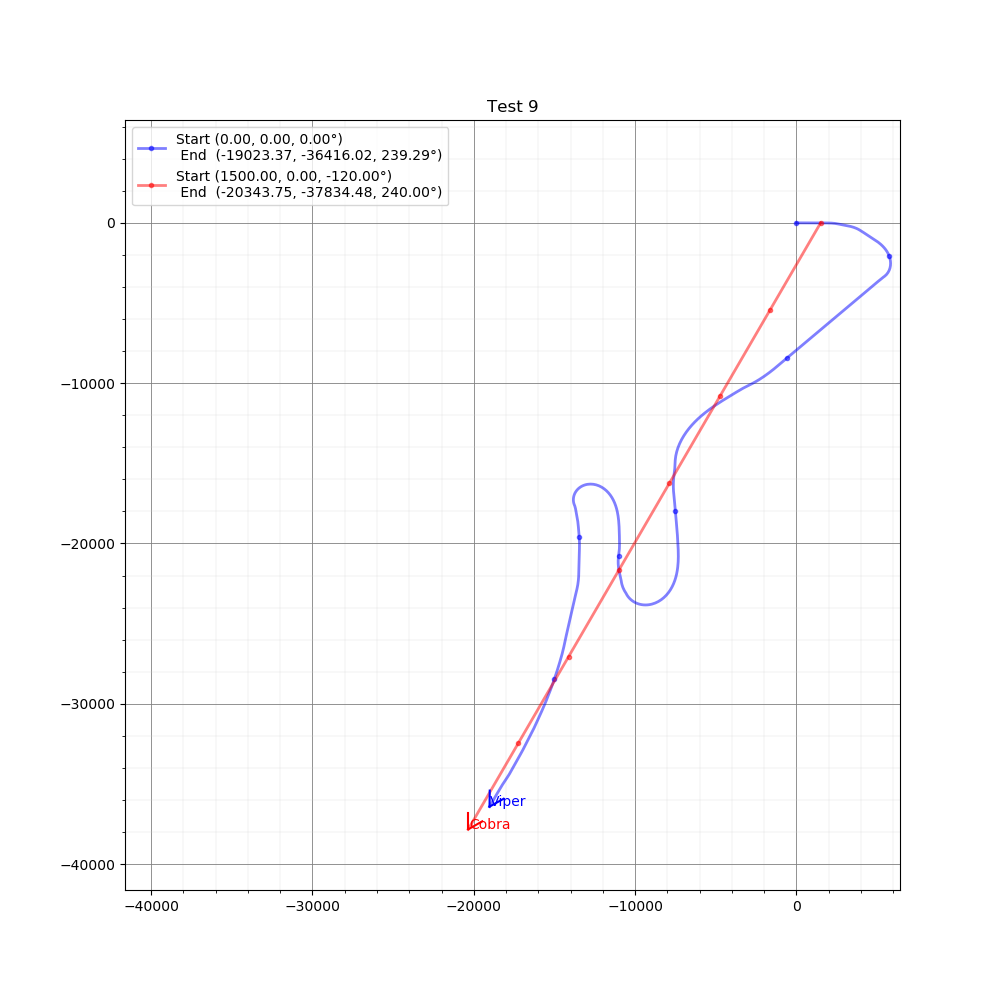 Test 9
Start (0.00, 0.00, 0.00°)
End  (-19023.37, -36416.02, 239.29°)
Start (1500.00, 0.00, -120.00°)
End  (-20343.75, -37834.48, 240.00°)
0
−10000
−20000
−30000
−40000
Viper
Cobra
−40000
−30000
−20000
−10000
0